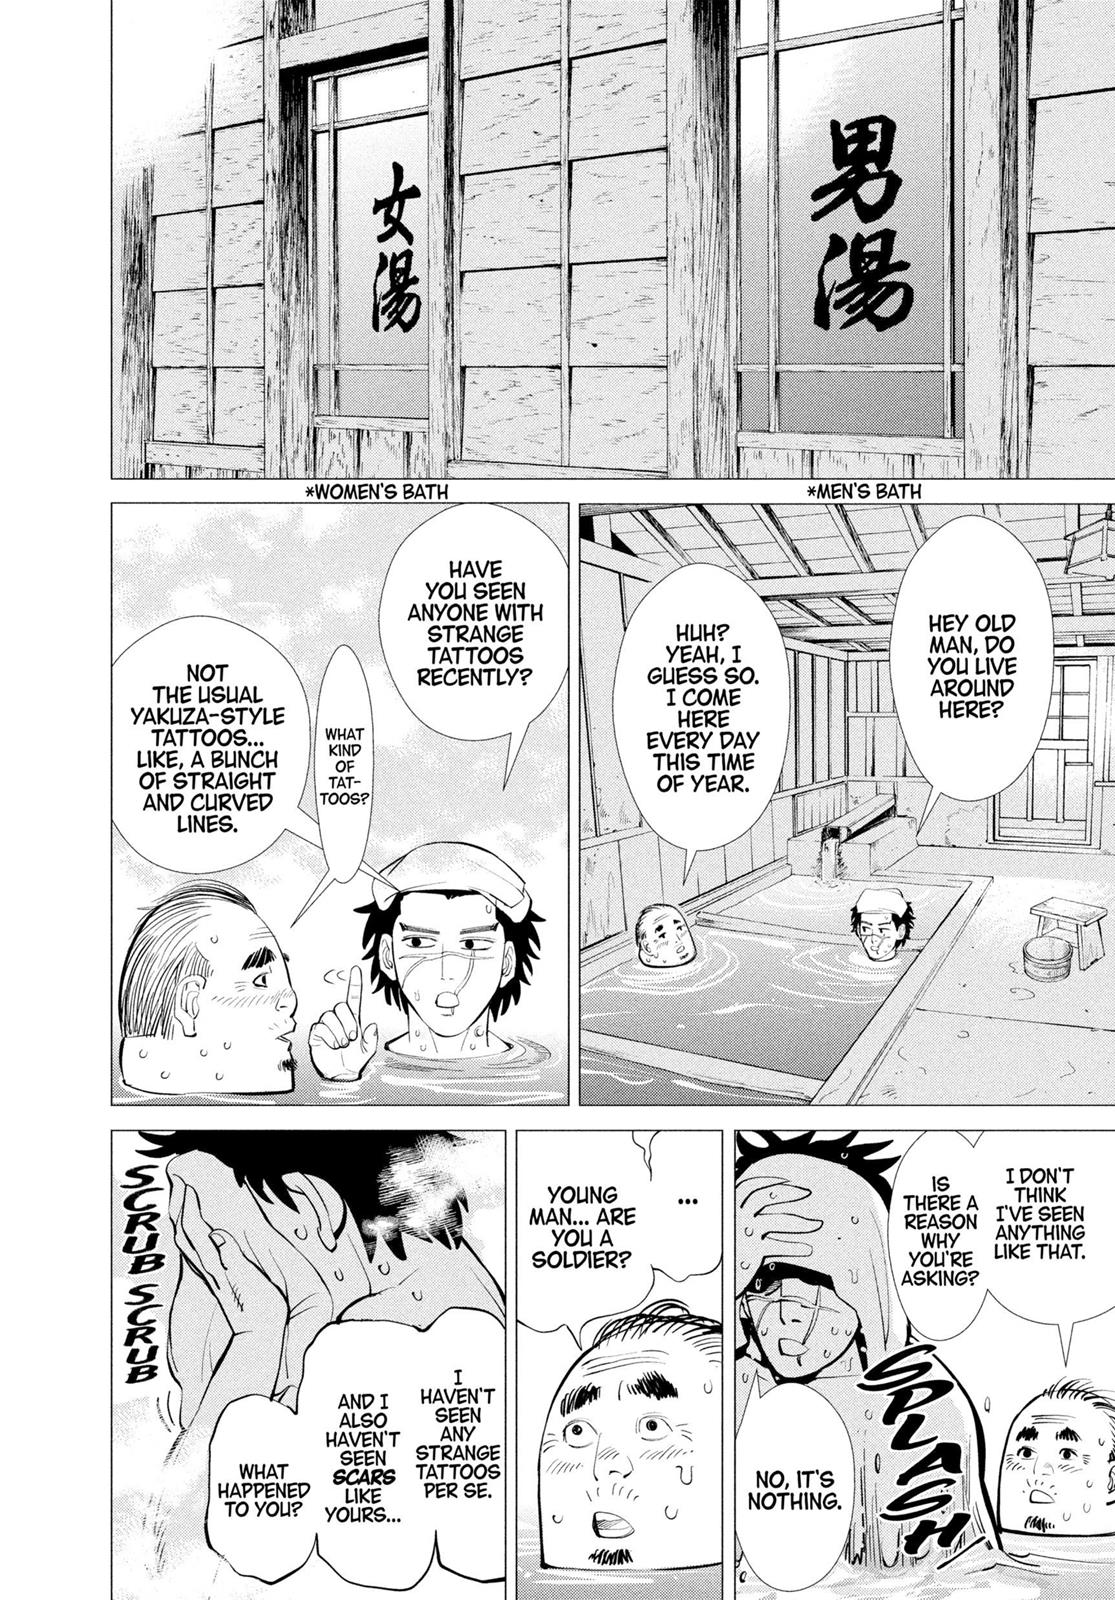 男湯
女湯
*MEN'S BATH
*WOMEN'S BATH
HEY OLD
MAN, DO
YOU LIVE
AROUND
HERE?
HUH?
YEAH, I
GUESS SO.
I COME
HERE
EVERY DAY
THIS TIME
OF YEAR.
HAVE
YOU SEEN
ANYONE WITH
STRANGE
TATTOOS
RECENTLY?
WHAT
KIND
OF
TAT-
TOOS?
NOT
THE USUAL
YAKUZA-STYLE
TATTOOS...
LIKE, A BUNCH
OF STRAIGHT
AND CURVED
LINES.
I DON'T
THINK
I'VE SEEN
ANYTHING
LIKE THAT.
IS
THERE A
REASON
WHY
YOU'RE
ASKING?
SPLASH
NO, IT'S
NOTHING.
...
YOUNG
MAN... ARE
YOU A
SOLDIER?
SCRUB SCRUB
I
HAVEN'T
SEEN
ANY
STRANGE
TATTOOS
PER SE.
AND I
ALSO
HAVEN'T
SEEN
SCARS
LIKE
YOURS...
WHAT
HAPPENED
TO YOU?